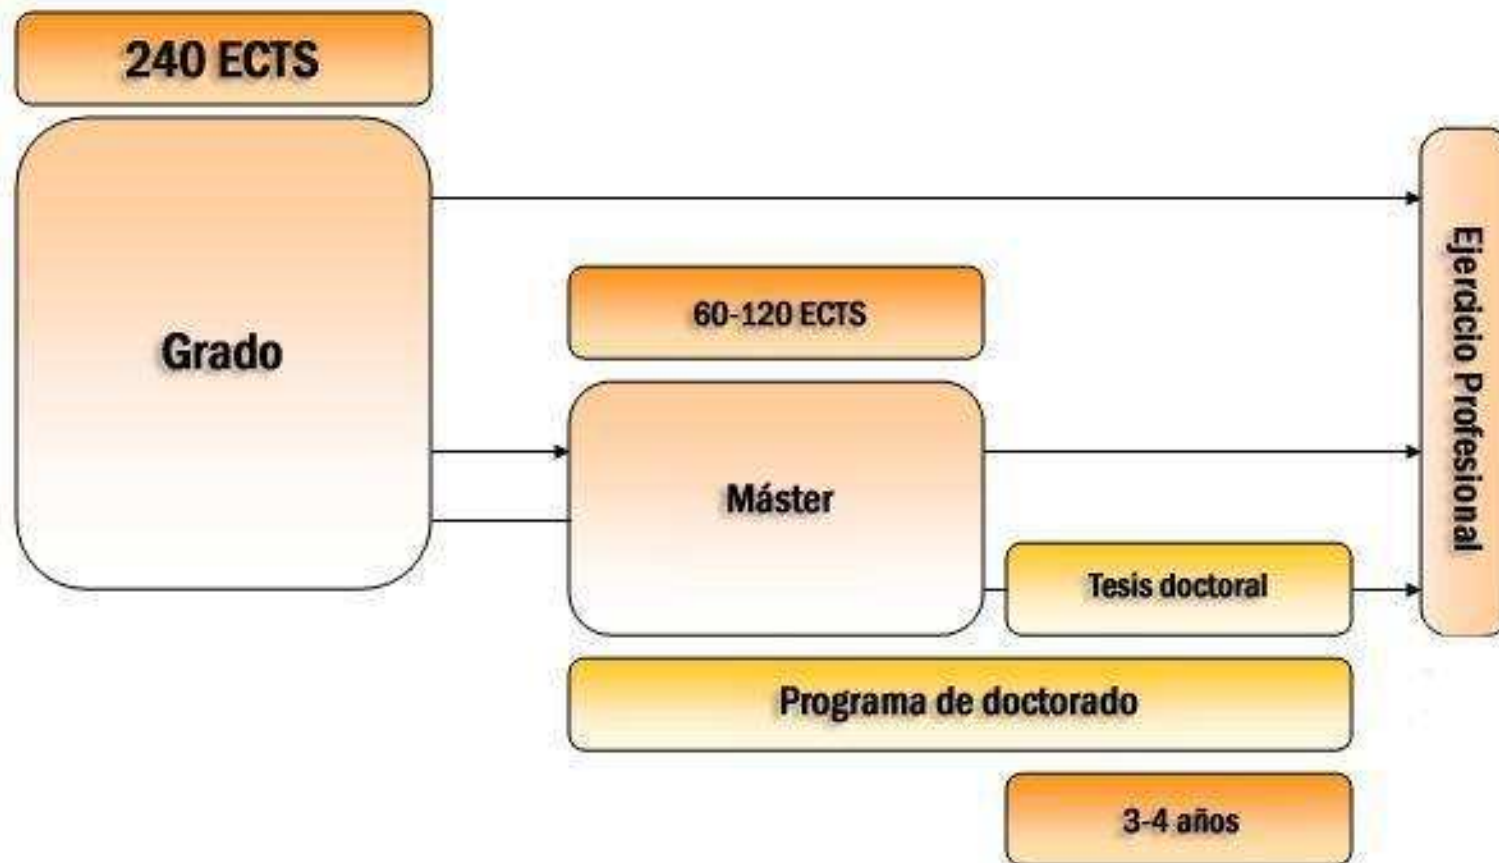 240 ECTS
Grado
60-120 ECTS
Máster
Tesis doctoral
Programa de doctorado
3-4 años
Ejercicio Profesional